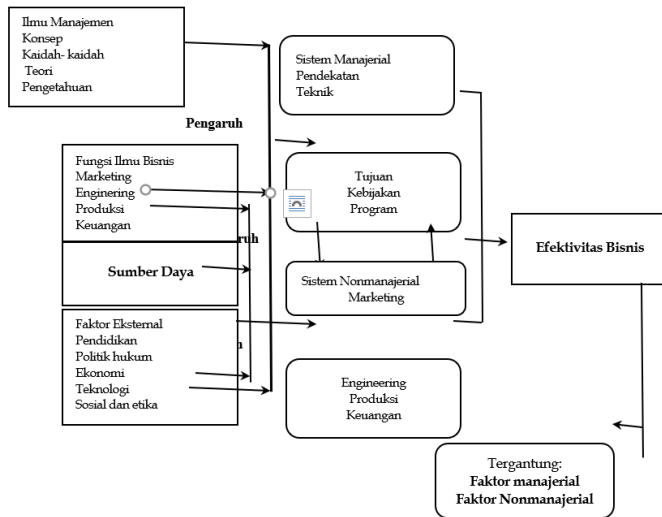 Ilmu Manajemen
Konsep
Kaidah- kaidah
Teori
Pengetahuan
Sistem Manajerial
Pendekatan
Teknik
Pengaruh
Fungsi Ilmu Bisnis
Marketing
Enginering
Produksi
Keuangan
Tujuan
Kebijakan
Program
Efektivitas Bisnis
Sumber Daya
Sistem Nonmanajerial
Marketing
Faktor Eksternal
Pendidikan
Politik hukum
Ekonomi
Teknologi
Sosial dan etika
Engineering
Produksi
Keuangan
Tergantung:
Faktor manajerial
Faktor Nonmanajerial